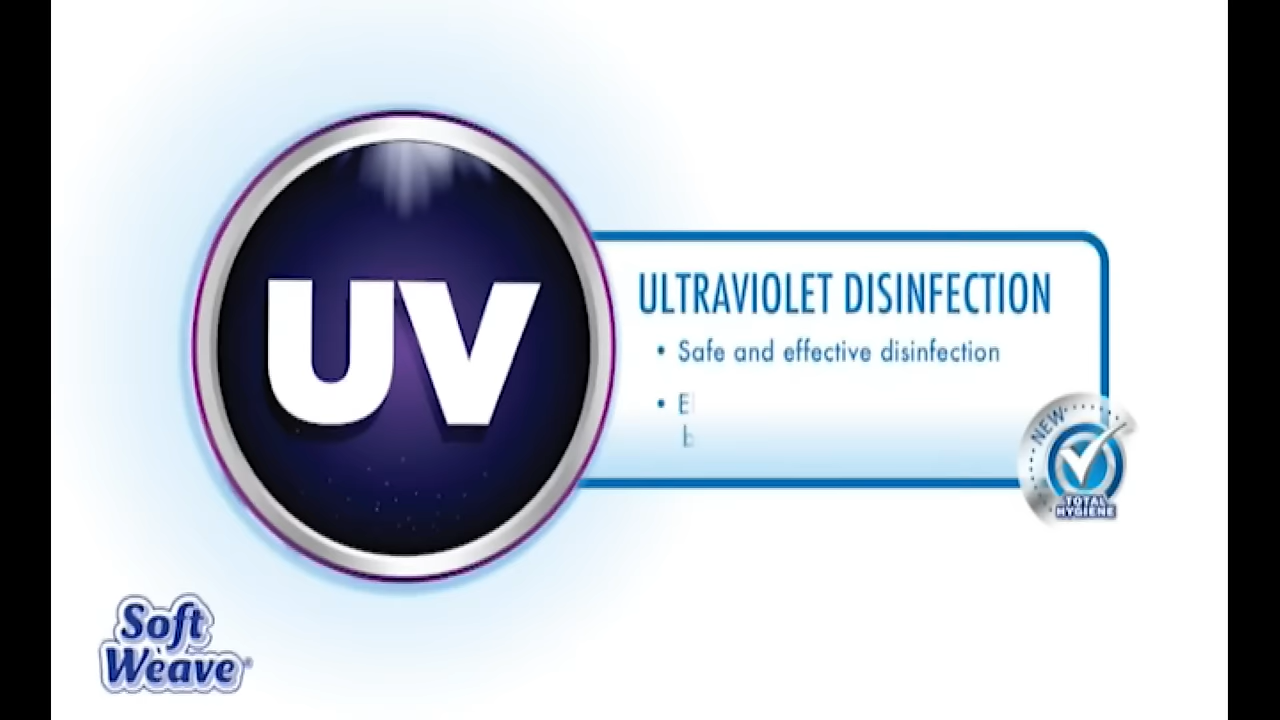 UV
ULTRAVIOLET DISINFECTION
• Safe and effective disinfection
NEW
TOTAL
HYGIENE
Soft
Weave®